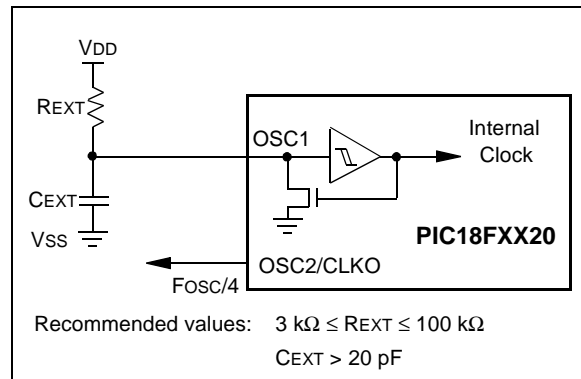 VDD
REXT
OSC1
Internal
Clock
CEXT
PIC18FXX20
VSS
OSC2/CLKO
FOSC/4
Recommended values: 3 kΩ ≤ REXT ≤ 100 kΩ
CEXT > 20 pF